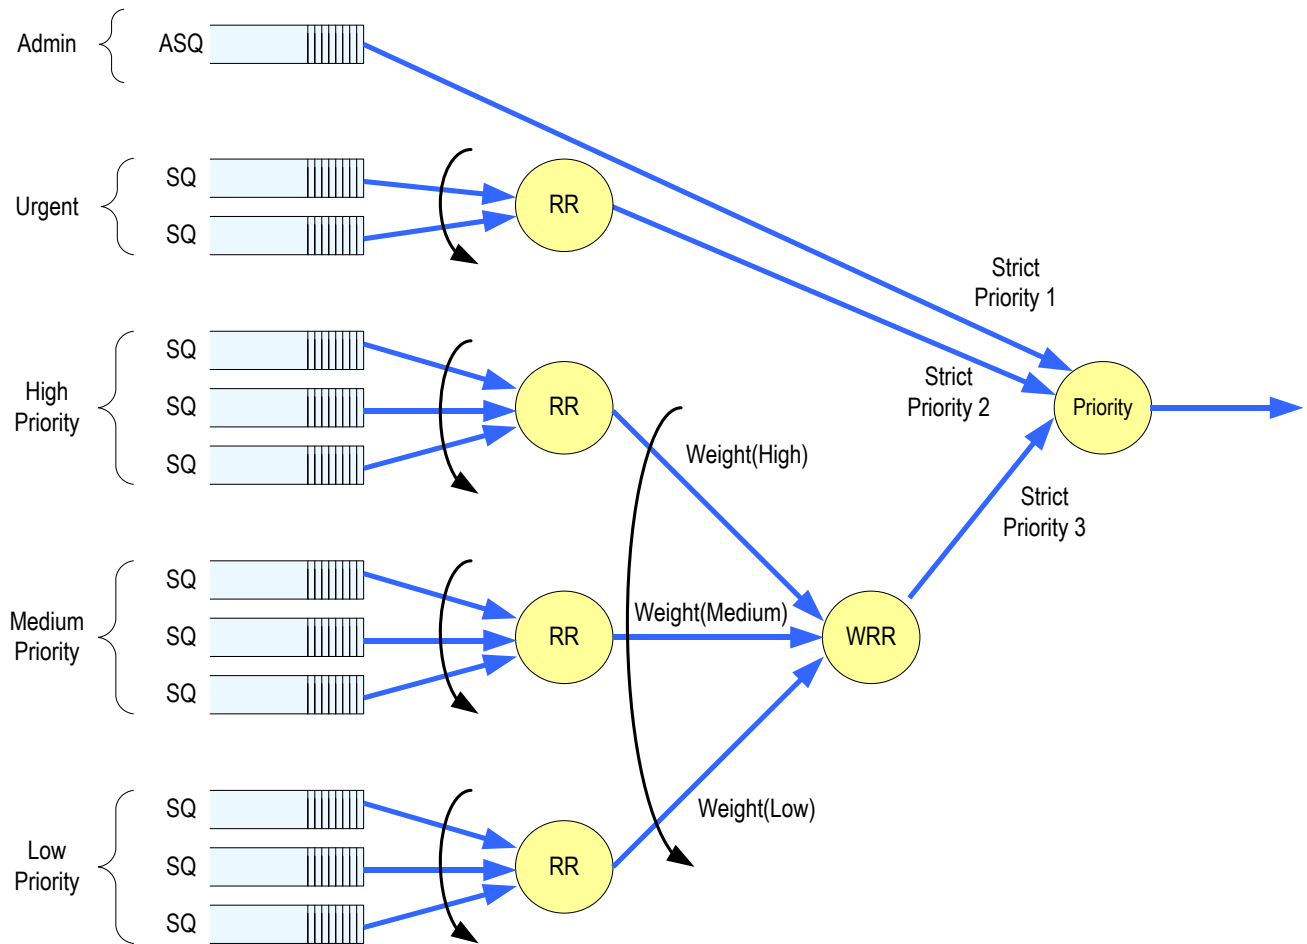 Admin
ASQ
Urgent
SQ
SQ
RR
Strict
Priority 1
High
Priority
SQ
SQ
SQ
RR
Strict
Priority 2
Priority
Weight(High)
Strict
Priority 3
Medium
Priority
SQ
SQ
SQ
RR
Weight(Medium)
WRR
Low
Priority
SQ
SQ
SQ
RR
Weight(Low)